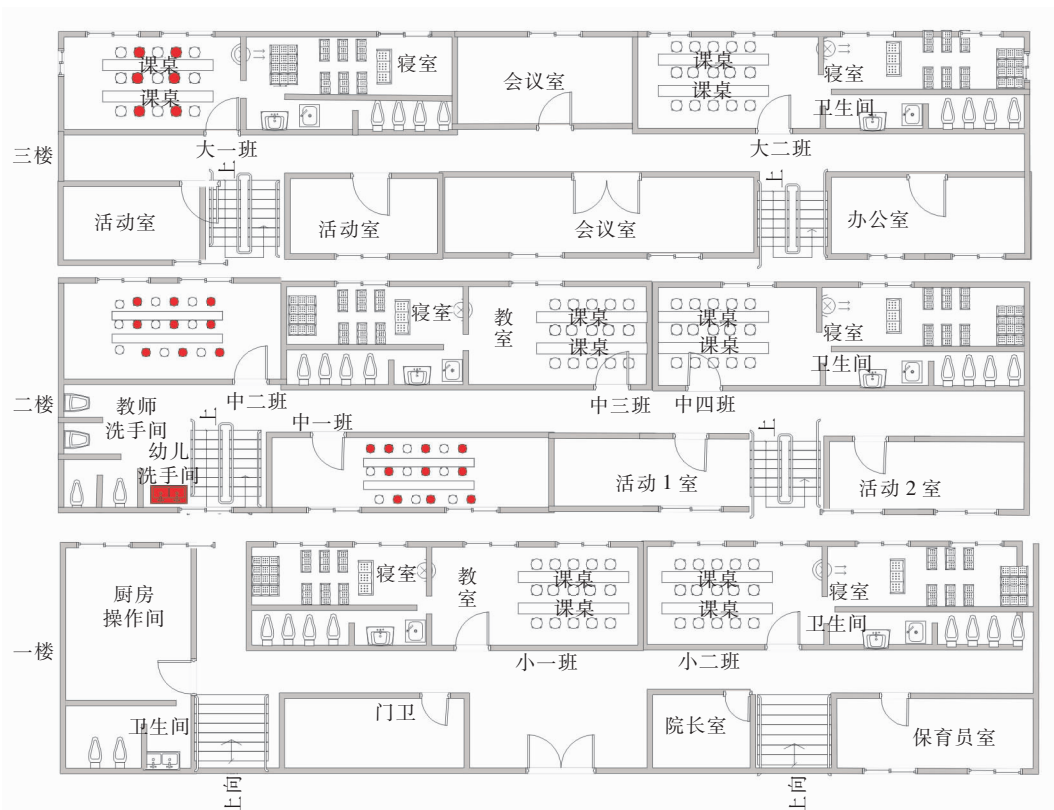 课桌
课桌
寝室
会议室
课桌
课桌
寝室
卫生间
三楼
大一班
大二班
上
上
活动室
活动室
会议室
办公室
寝室
教室
课桌
课桌
课桌
课桌
寝室
卫生间
二楼
教师
洗手间
中二班
中一班
中三班
中四班
上
上
幼儿
洗手间
活动1室
活动2室
厨房
操作间
寝室
教室
课桌
课桌
课桌
课桌
寝室
卫生间
一楼
小一班
小二班
卫生间
门卫
院长室
保育员室
上间
上间